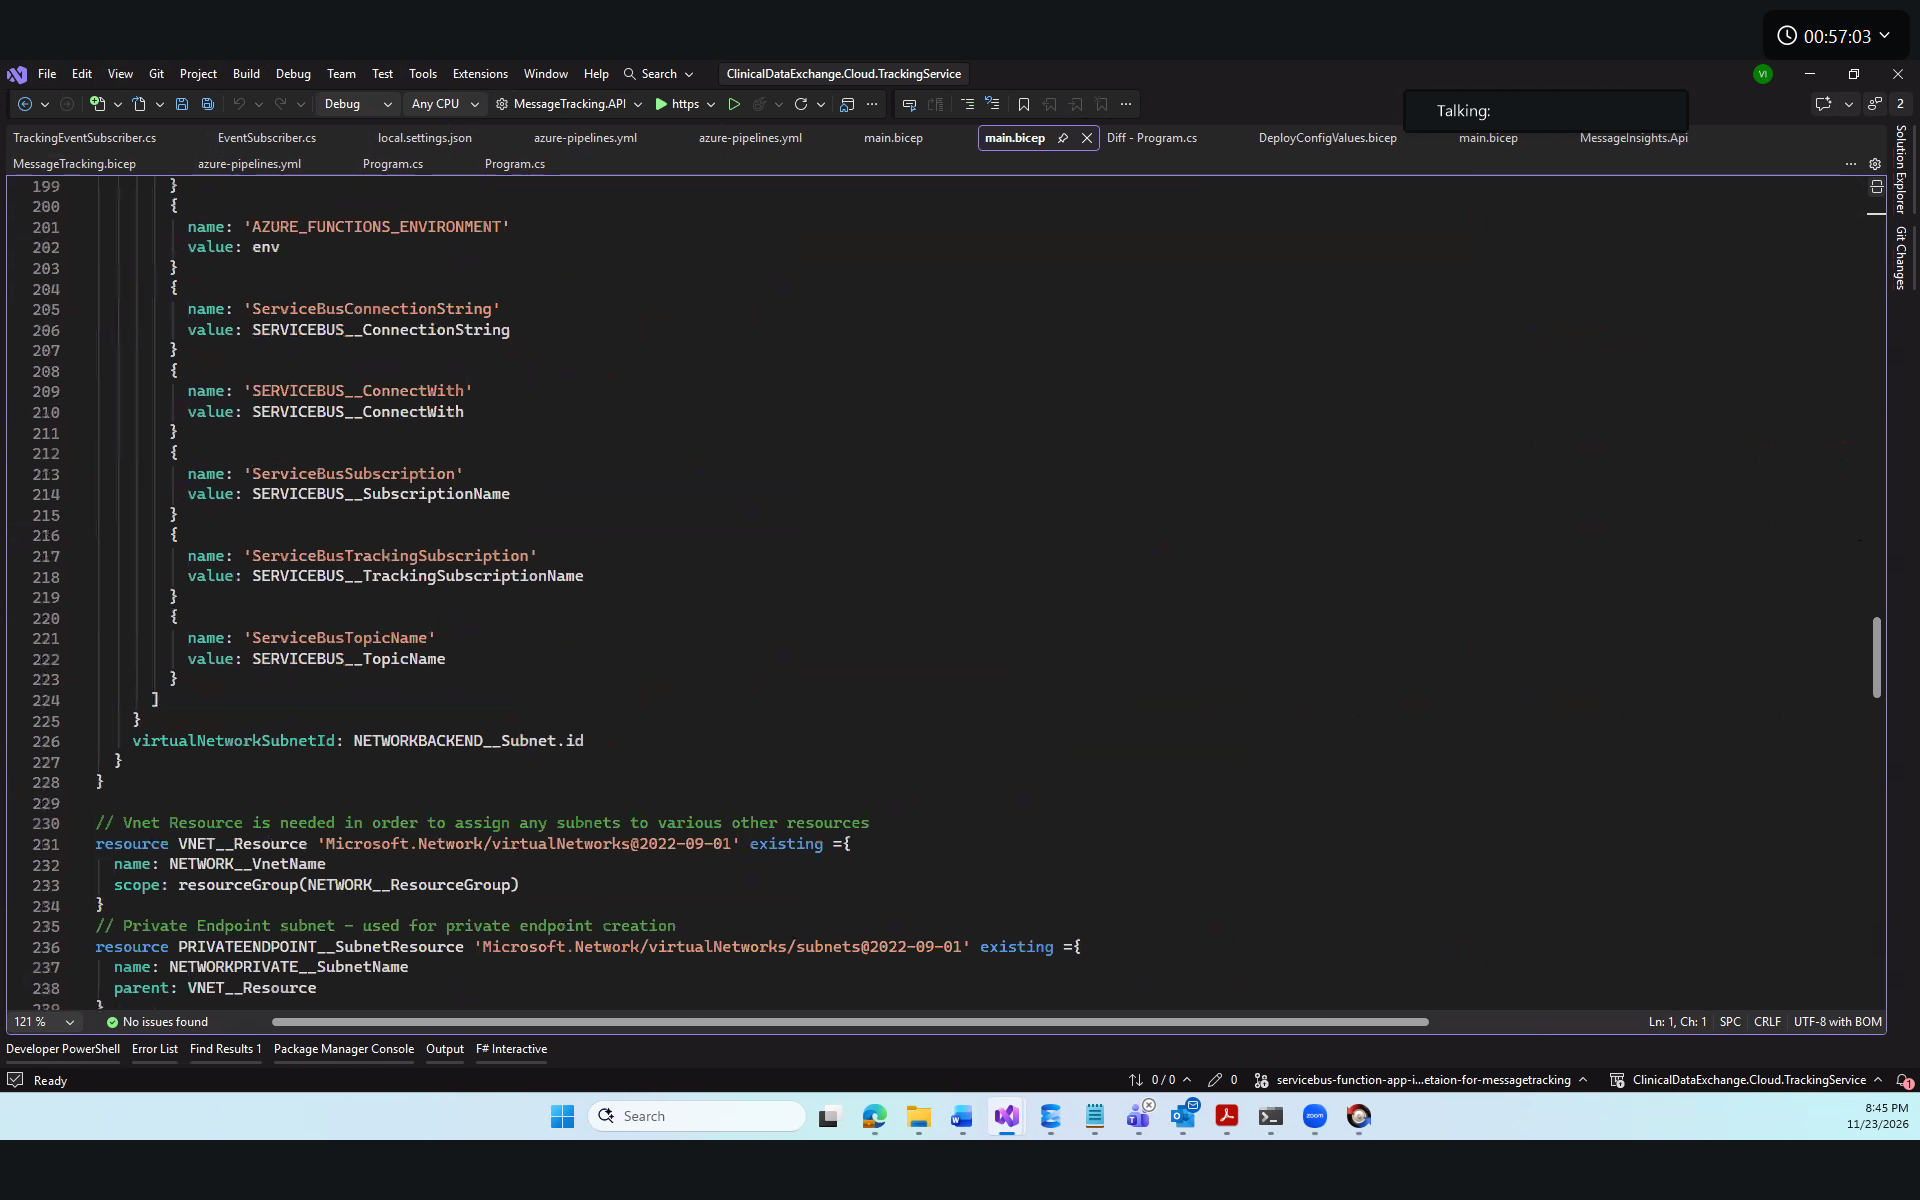 00:57:03
File Edit View Git Project Build Debug Team Test Tools Extensions Window Help Search ClinicalDataExchange.Cloud.TrackingService VI
Debug Any CPU MessageTracking.API https 2
Talking:
TrackingEventSubscriber.cs EventSubscriber.cs local.settings.json azure-pipelines.yml azure-pipelines.yml main.bicep main.bicep Diff - Program.cs DeployConfigValues.bicep main.bicep MessageInsights.Api
MessageTracking.bicep azure-pipelines.yml Program.cs Program.cs
Solution Explorer
Git Changes
199 }
200 {
201 name: 'AZURE_FUNCTIONS_ENVIRONMENT'
202 value: env
203 }
204 {
205 name: 'ServiceBusConnectionString'
206 value: SERVICEBUS__ConnectionString
207 }
208 {
209 name: 'SERVICEBUS__ConnectWith'
210 value: SERVICEBUS__ConnectWith
211 }
212 {
213 name: 'ServiceBusSubscription'
214 value: SERVICEBUS__SubscriptionName
215 }
216 {
217 name: 'ServiceBusTrackingSubscription'
218 value: SERVICEBUS__TrackingSubscriptionName
219 }
220 {
221 name: 'ServiceBusTopicName'
222 value: SERVICEBUS__TopicName
223 }
224 ]
225 }
226 virtualNetworkSubnetId: NETWORKBACKEND__Subnet.id
227 }
228 }
229
230 // Vnet Resource is needed in order to assign any subnets to various other resources
231 resource VNET__Resource 'Microsoft.Network/virtualNetworks@2022-09-01' existing ={
232 name: NETWORK__VnetName
233 scope: resourceGroup(NETWORK__ResourceGroup)
234 }
235 // Private Endpoint subnet - used for private endpoint creation
236 resource PRIVATEENDPOINT__SubnetResource 'Microsoft.Network/virtualNetworks/subnets@2022-09-01' existing ={
237 name: NETWORKPRIVATE__SubnetName
238 parent: VNET__Resource
239 }
121 % No issues found Ln: 1, Ch: 1 SPC CRLF UTF-8 with BOM
Developer PowerShell Error List Find Results 1 Package Manager Console Output F# Interactive
Ready 0 / 0 0 servicebus-function-app-i...etaion-for-messagetracking ClinicalDataExchange.Cloud.TrackingService 1
Search zoom 8:45 PM
11/23/2026